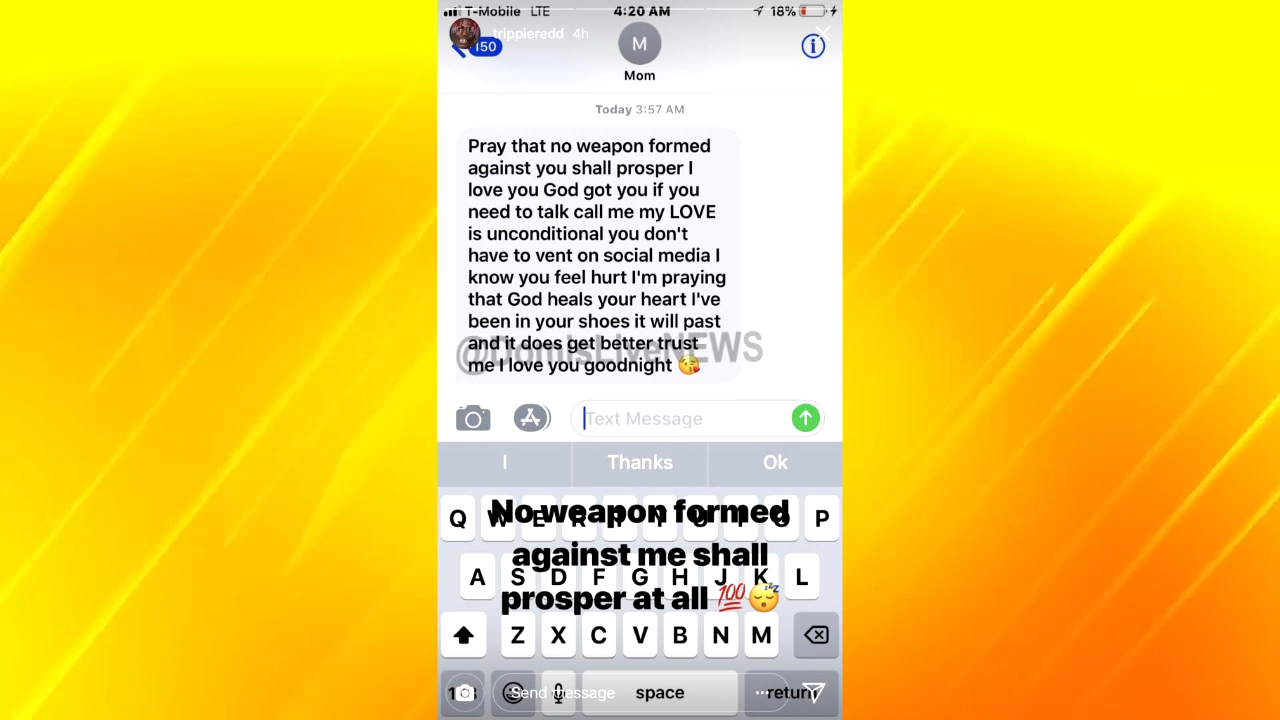 T-Mobile LTE 4:20 AM 18%
trippieredd 4h
150
M
Mom
Today 3:57 AM
Pray that no weapon formed
against you shall prosper I
love you God got you if you
need to talk call me my LOVE
is unconditional you don't
have to vent on social media I
know you feel hurt I'm praying
that God heals your heart I've
been in your shoes it will past
and it does get better trust
me I love you goodnight 😘
@DomisLiveNEWS
Text Message
I Thanks Ok
Q W E R T Y U I O P
No weapon formed
against me shall
A S D F G H J K L
prosper at all 💯😴
Z X C V B N M
123 space return
Send message